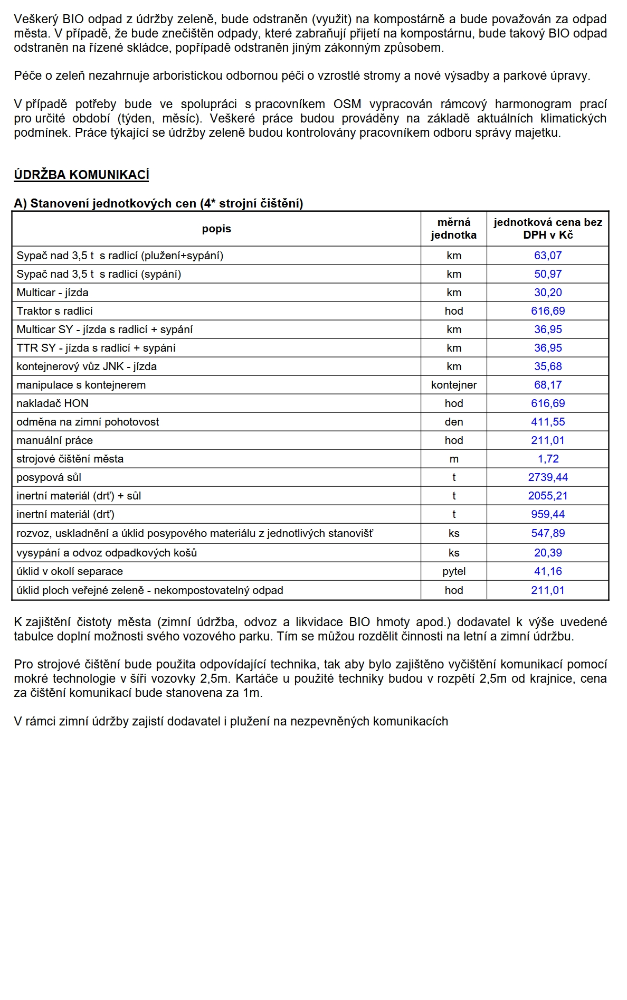 Veškerý BIO odpad z údržby zeleně, bude odstraněn (využit) na kompostárně a bude považován za odpad
města. V případě, že bude znečištěn odpady, které zabraňují přijetí na kompostárnu, bude takový BIO odpad
odstraněn na řízené skládce, popřípadě odstraněn jiným zákonným způsobem.
Péče o zeleň nezahrnuje arboristickou odbornou péči o vzrostlé stromy a nové výsadby a parkové úpravy.
V případě potřeby bude ve spolupráci s pracovníkem OSM vypracován rámcový harmonogram prací
pro určité období (týden, měsíc). Veškeré práce budou prováděny na základě aktuálních klimatických
podmínek. Práce týkající se údržby zeleně budou kontrolovány pracovníkem odboru správy majetku.
ÚDRŽBA KOMUNIKACÍ
A) Stanovení jednotkových cen (4* strojní čištění)
popis měrná jednotka jednotková cena bez DPH v Kč
Sypač nad 3,5 t s radlicí (plužení+sypání) km 63,07
Sypač nad 3,5 t s radlicí (sypání) km 50,97
Multicar - jízda km 30,20
Traktor s radlicí hod 616,69
Multicar SY - jízda s radlicí + sypání km 36,95
TTR SY - jízda s radlicí + sypání km 36,95
kontejnerový vůz JNK - jízda km 35,68
manipulace s kontejnerem kontejner 68,17
nakladač HON hod 616,69
odměna na zimní pohotovost den 411,55
manuální práce hod 211,01
strojové čištění města m 1,72
posypová sůl t 2739,44
inertní materiál (drť) + sůl t 2055,21
inertní materiál (drť) t 959,44
rozvoz, uskladnění a úklid posypového materiálu z jednotlivých stanovišť ks 547,89
vysypání a odvoz odpadkových košů ks 20,39
úklid v okolí separace pytel 41,16
úklid ploch veřejné zeleně - nekompostovatelný odpad hod 211,01
K zajištění čistoty města (zimní údržba, odvoz a likvidace BIO hmoty apod.) dodavatel k výše uvedené
tabulce doplní možnosti svého vozového parku. Tím se můžou rozdělit činnosti na letní a zimní údržbu.
Pro strojové čištění bude použita odpovídající technika, tak aby bylo zajištěno vyčištění komunikací pomocí
mokré technologie v šíři vozovky 2,5m. Kartáče u použité techniky budou v rozpětí 2,5m od krajnice, cena
za čištění komunikací bude stanovena za 1m.
V rámci zimní údržby zajistí dodavatel i plužení na nezpevněných komunikacích